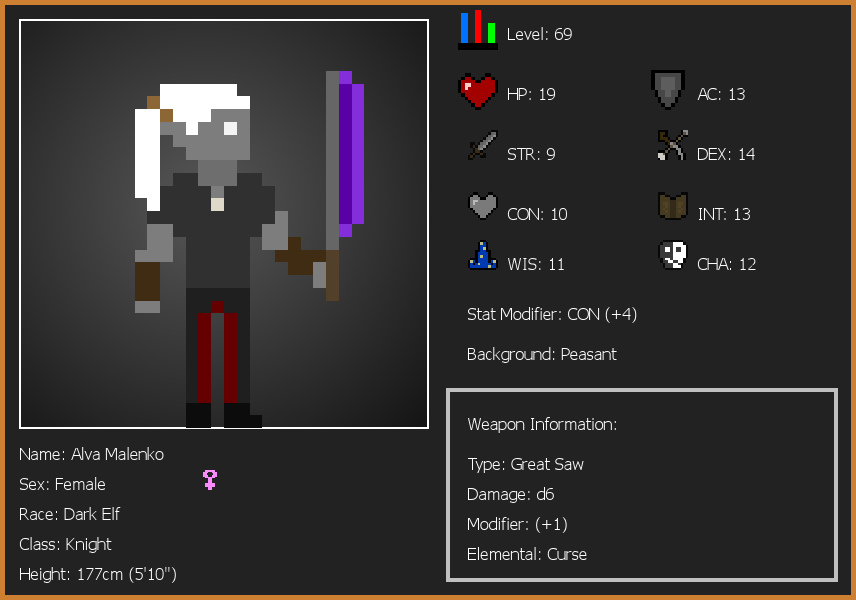 Level: 69
HP: 19
AC: 13
STR: 9
DEX: 14
CON: 10
INT: 13
WIS: 11
CHA: 12
Stat Modifier: CON (+4)
Background: Peasant
Weapon Information:
Type: Great Saw
Damage: d6
Modifier: (+1)
Elemental: Curse
Name: Alva Malenko
Sex: Female
Race: Dark Elf
Class: Knight
Height: 177cm (5'10")